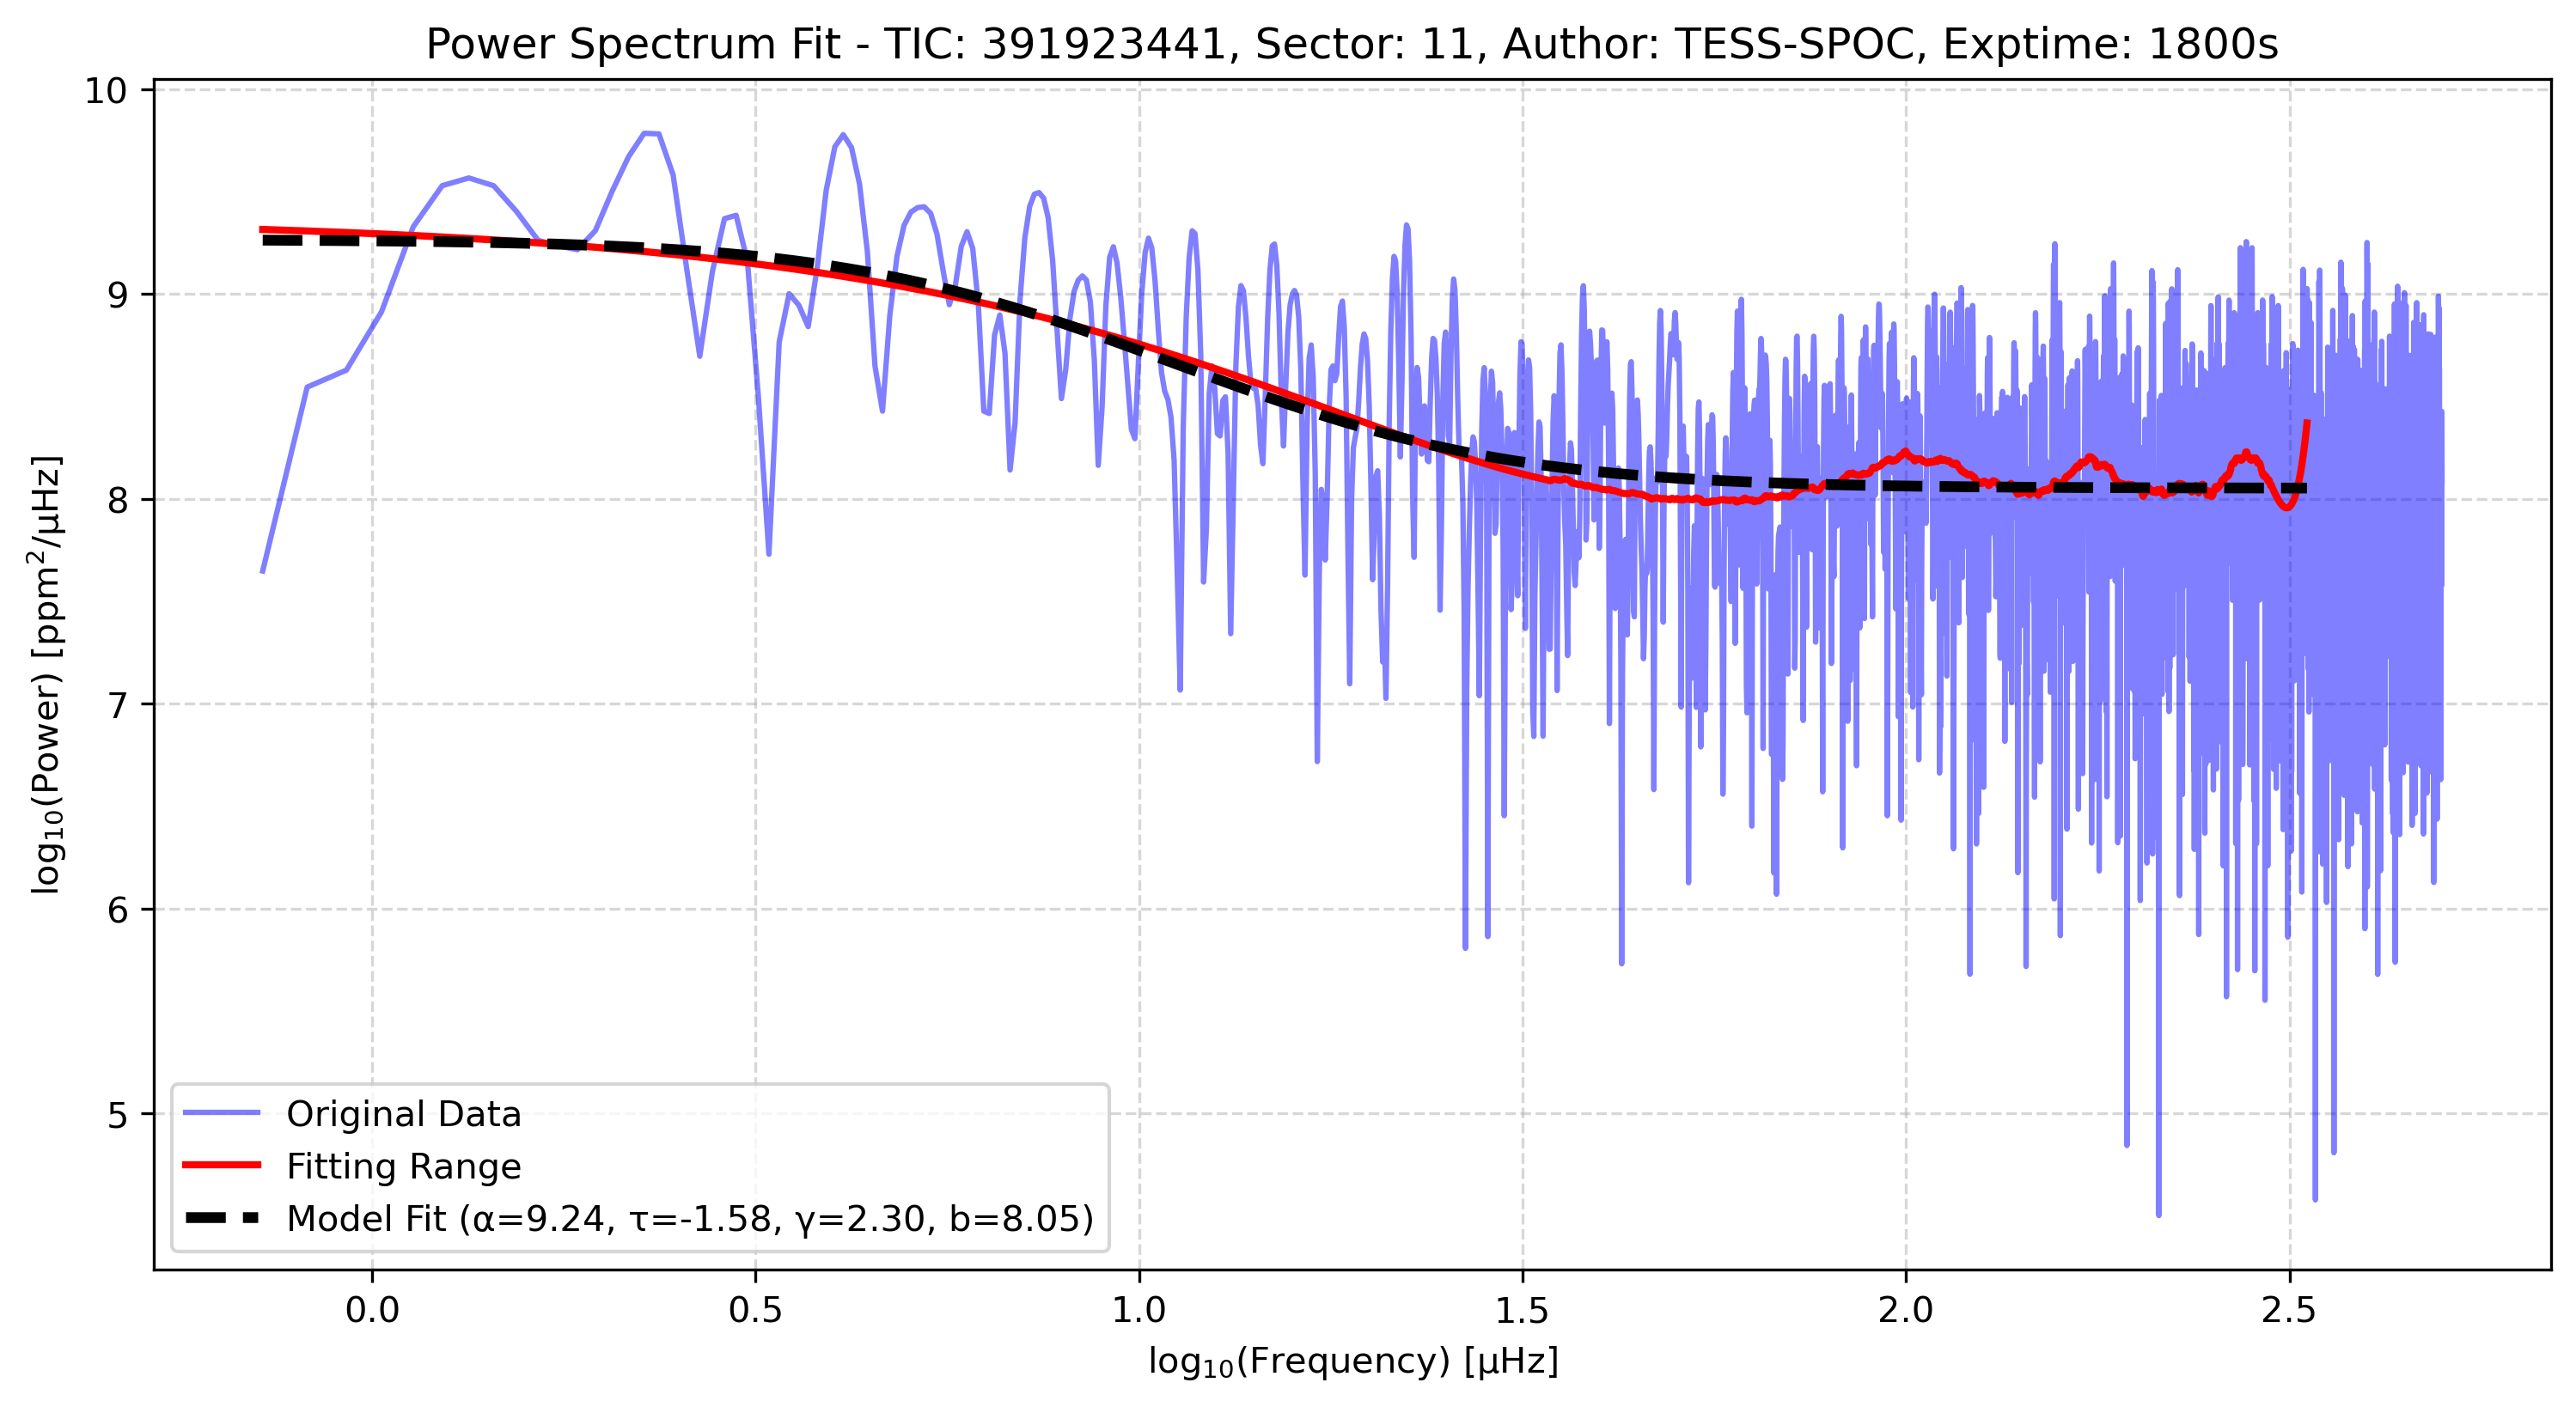 Power Spectrum Fit - TIC: 391923441, Sector: 11, Author: TESS-SPOC, Exptime: 1800s
log₁₀(Power) [ppm²/μHz]
10
9
8
7
6
5
Original Data
Fitting Range
Model Fit (α=9.24, τ=-1.58, γ=2.30, b=8.05)
0.0 0.5 1.0 1.5 2.0 2.5
log₁₀(Frequency) [μHz]